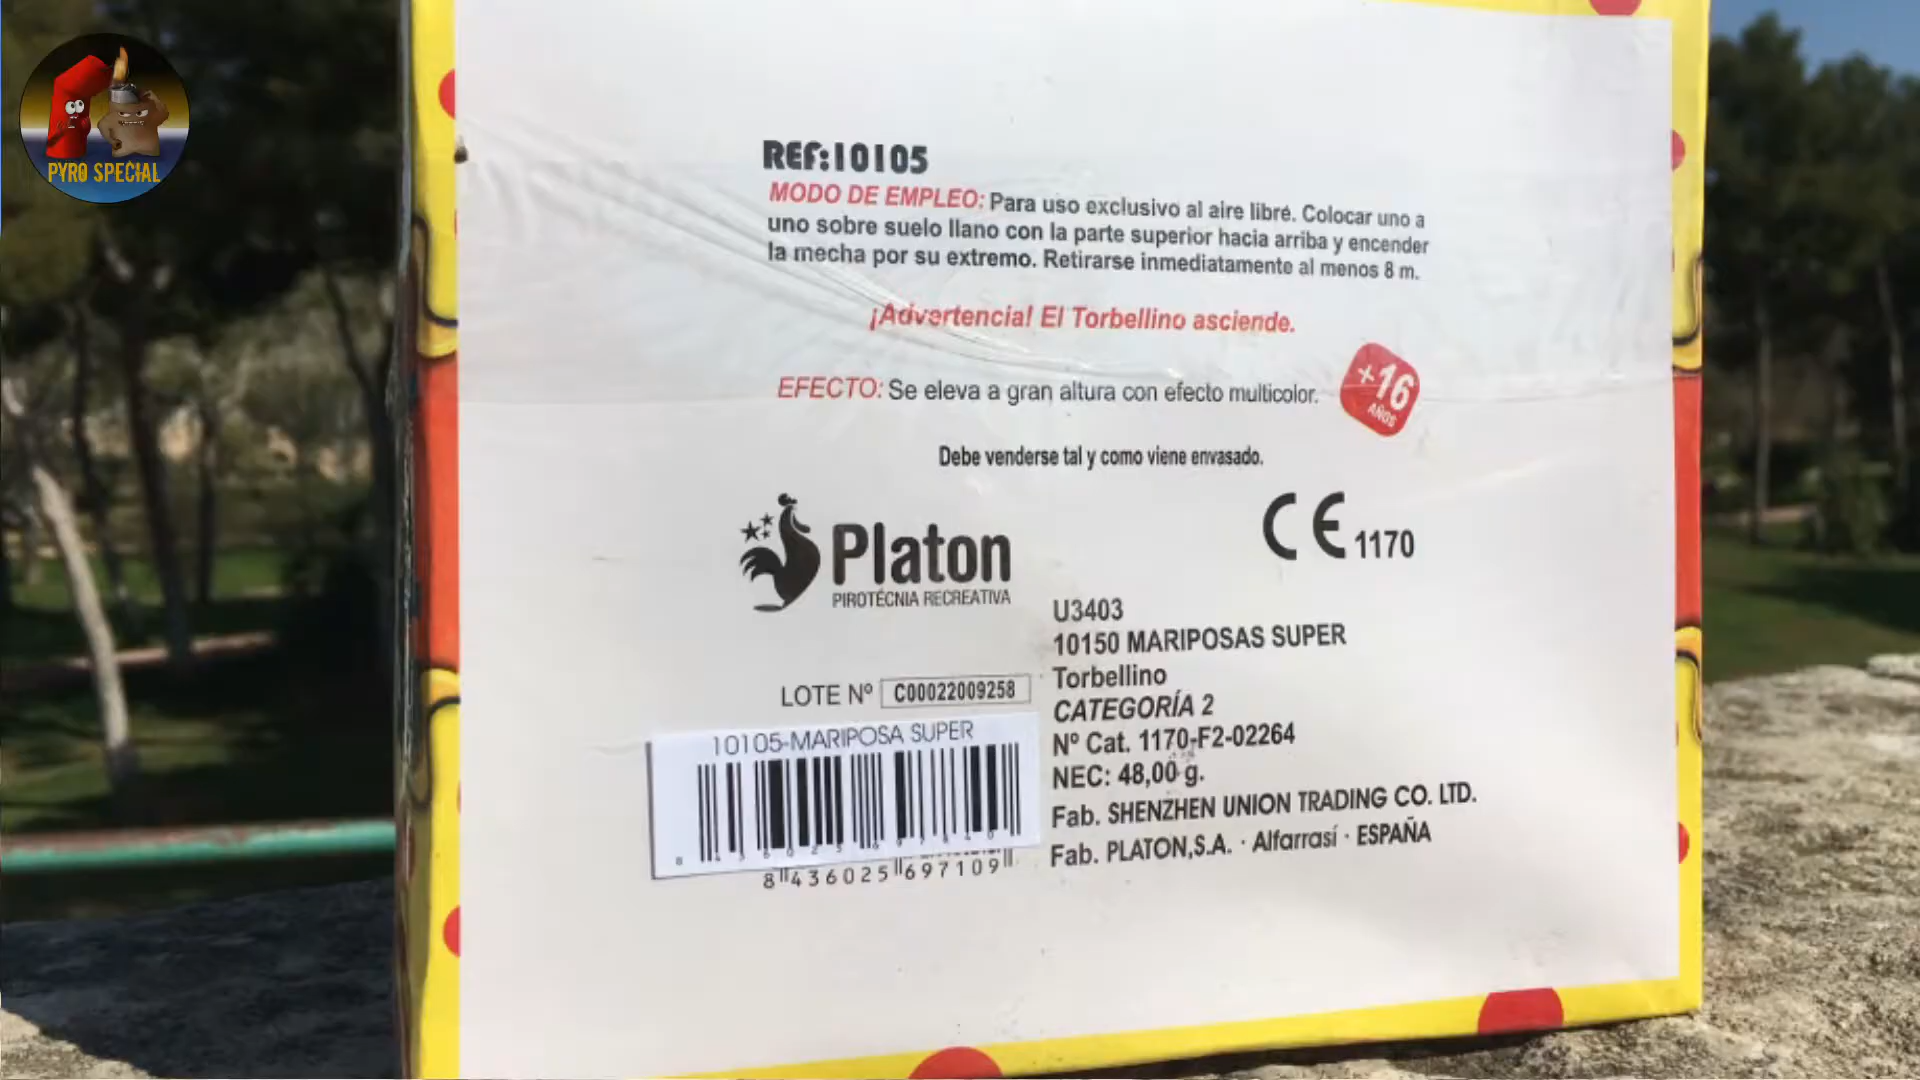 PYRO SPECIAL
REF:10105
MODO DE EMPLEO: Para uso exclusivo al aire libré. Colocar uno a
uno sobre suelo llano con la parte superior hacia arriba y encender
la mecha por su extremo. Retirarse inmediatamente al menos 8 m.
¡Advertencia! El Torbellino asciende.
EFECTO: Se eleva a gran altura con efecto multicolor.
+16
AÑOS
Debe venderse tal y como viene envasado.
Platon
PIROTÉCNIA RECREATIVA
CE 1170
U3403
10150 MARIPOSAS SUPER
Torbellino
CATEGORÍA 2
Nº Cat. 1170-F2-02264
NEC: 48,00 g.
Fab. SHENZHEN UNION TRADING CO. LTD.
Fab. PLATON,S.A. · Alfarrasí · ESPAÑA
LOTE Nº C00022009258
10105-MARIPOSA SUPER
8 436025 697109